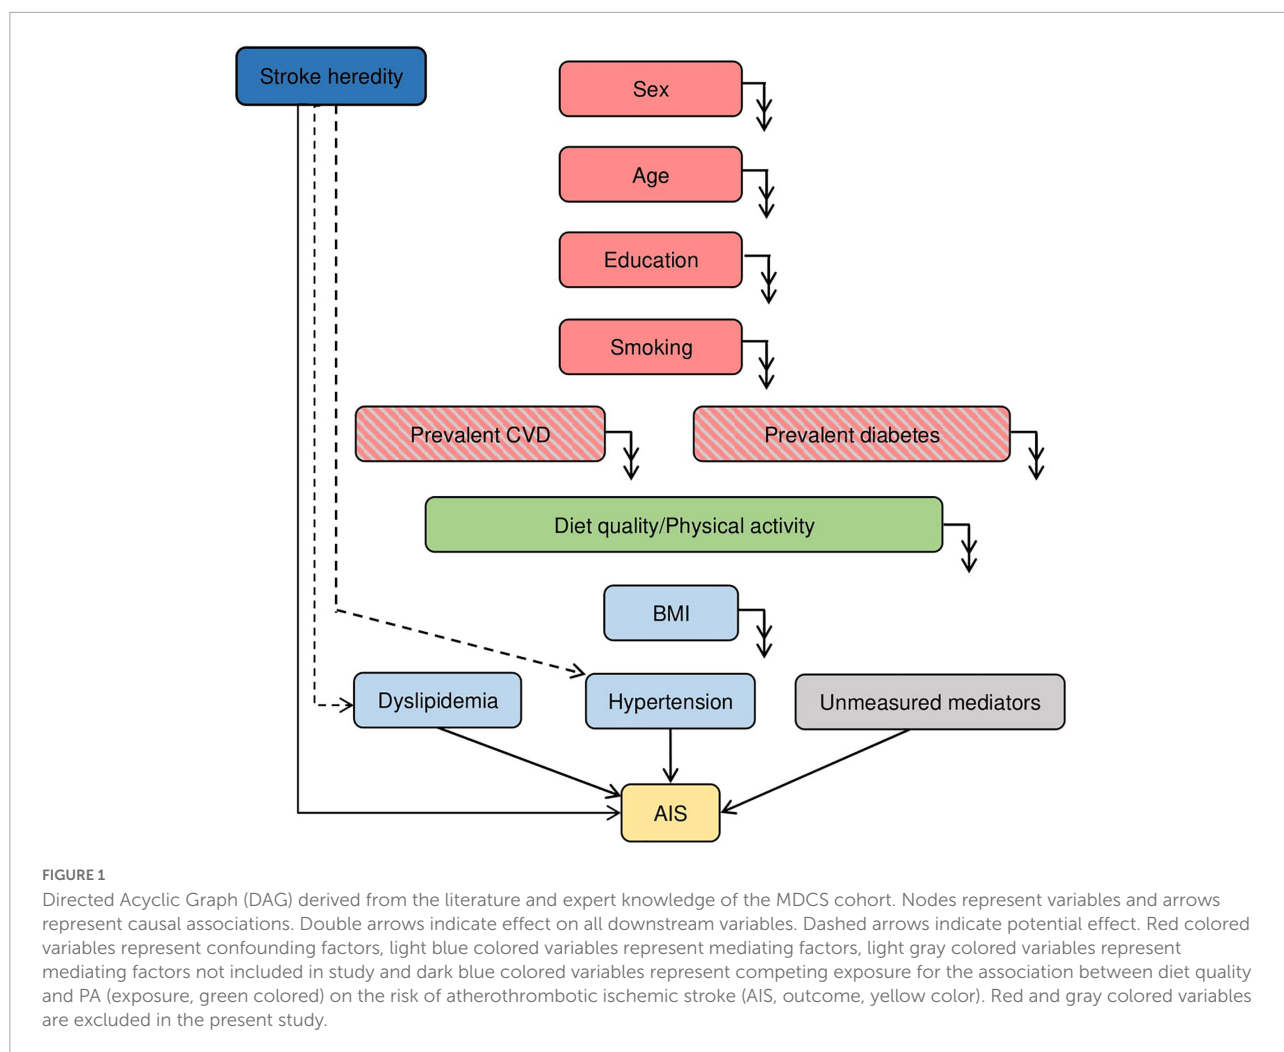 Stroke heredity
Sex
Age
Education
Smoking
Prevalent CVD
Prevalent diabetes
Diet quality/Physical activity
BMI
Dyslipidemia
Hypertension
Unmeasured mediators
AIS
FIGURE 1
Directed Acyclic Graph (DAG) derived from the literature and expert knowledge of the MDCS cohort. Nodes represent variables and arrows
represent causal associations. Double arrows indicate effect on all downstream variables. Dashed arrows indicate potential effect. Red colored
variables represent confounding factors, light blue colored variables represent mediating factors, light gray colored variables represent
mediating factors not included in study and dark blue colored variables represent competing exposure for the association between diet quality
and PA (exposure, green colored) on the risk of atherothrombotic ischemic stroke (AIS, outcome, yellow color). Red and gray colored variables
are excluded in the present study.